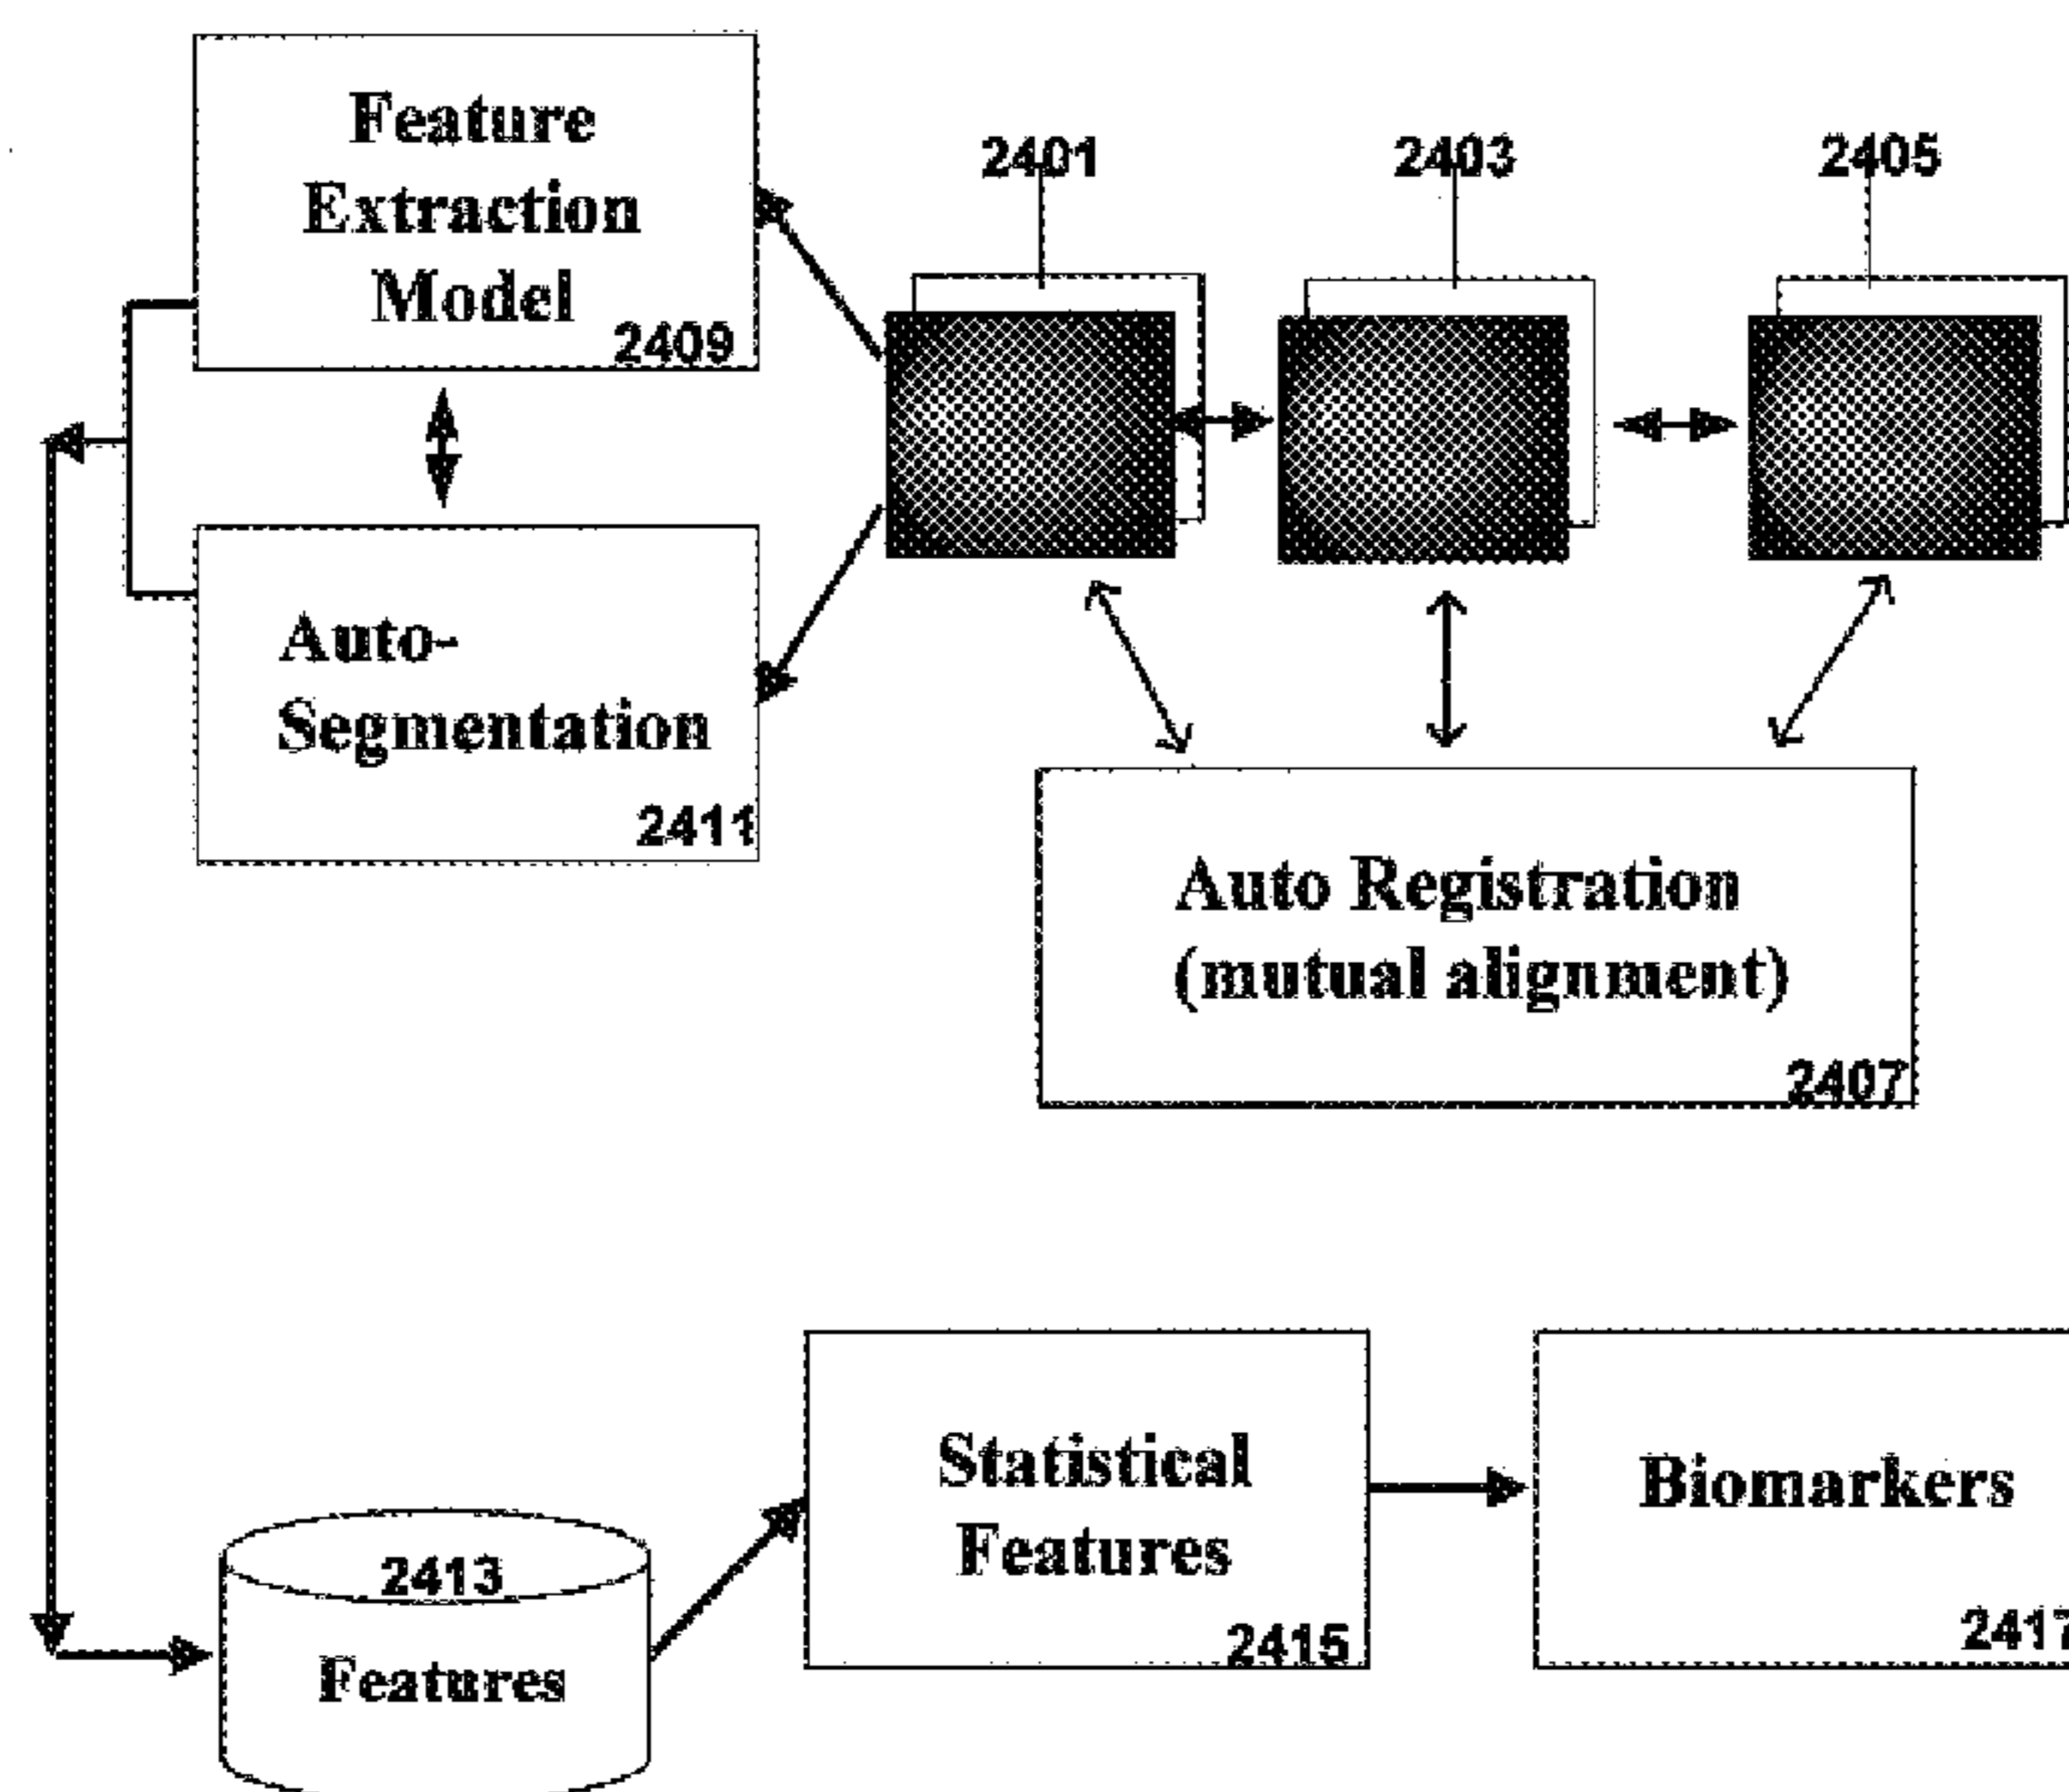 Feature
Extraction
Model
2409
2401
2403
2405
Auto-
Segmentation
2411
Auto Registration
(mutual alignment)
2407
2413
Features
Statistical
Features
2415
Biomarkers
2417